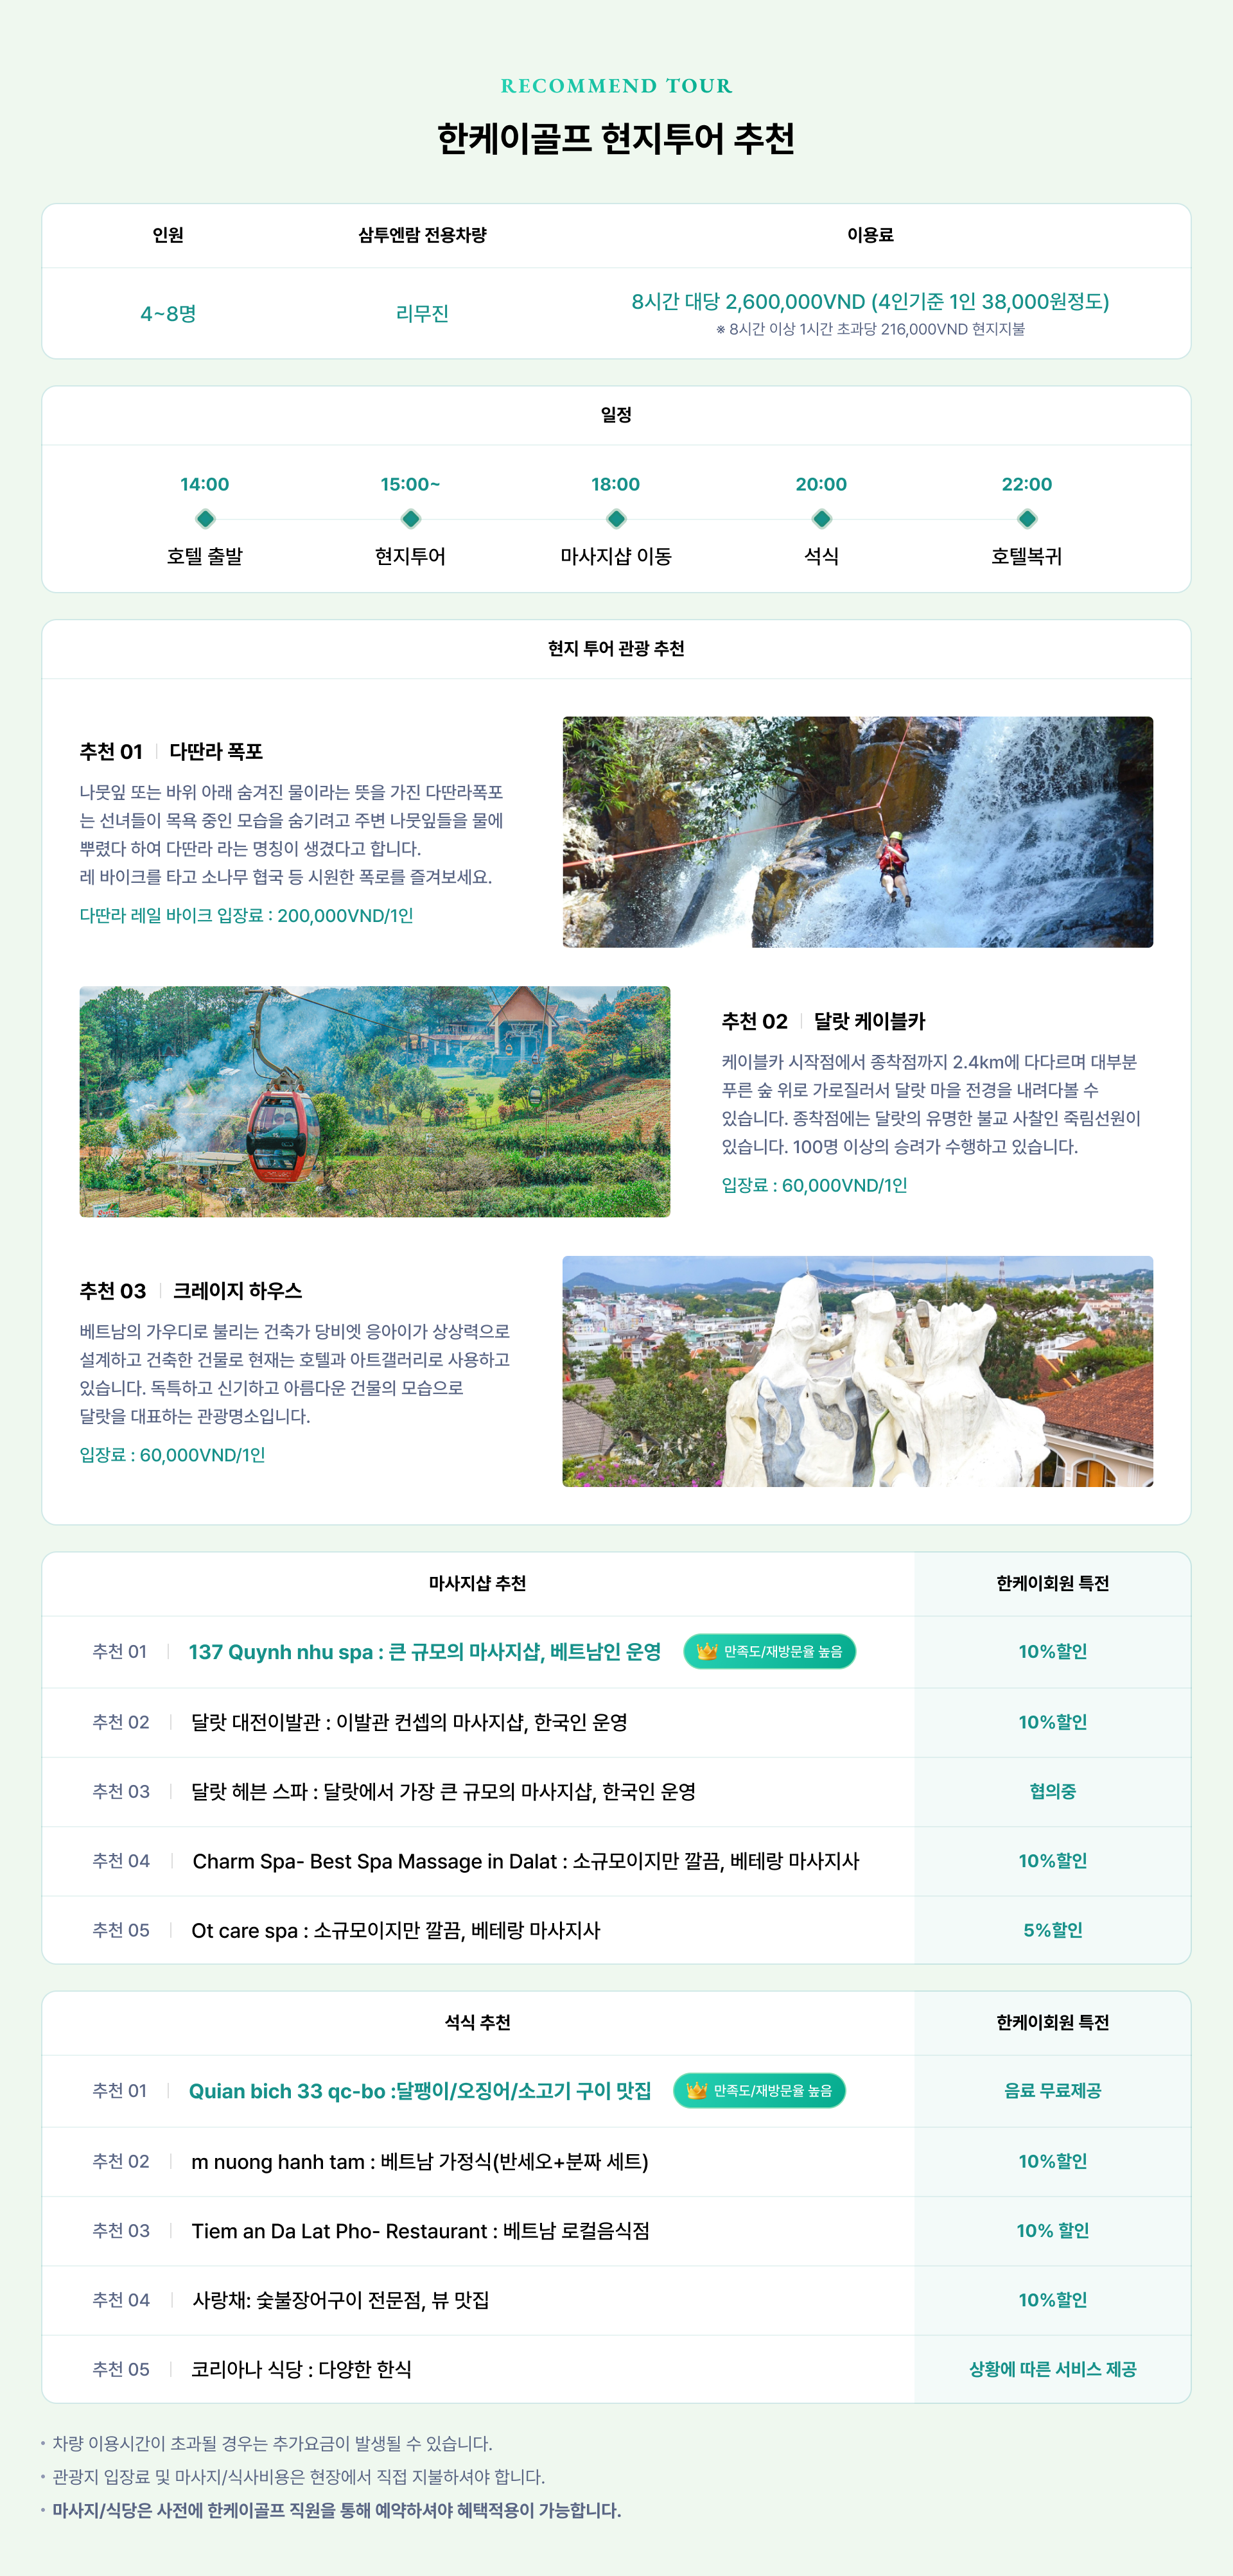 RECOMMEND TOUR
한케이골프 현지투어 추천
인원
삼투엔람 전용차량
이용료
4~8명
리무진
8시간 대당 2,600,000VND (4인기준 1인 38,000원정도)
※ 8시간 이상 1시간 초과당 216,000VND 현지지불
일정
14:00
15:00~
18:00
20:00
22:00
호텔 출발
현지투어
마사지샵 이동
석식
호텔복귀
현지 투어 관광 추천
추천 01 | 다딴라 폭포
나뭇잎 또는 바위 아래 숨겨진 물이라는 뜻을 가진 다딴라폭포
는 선녀들이 목욕 중인 모습을 숨기려고 주변 나뭇잎들을 물에
뿌렸다 하여 다딴라 라는 명칭이 생겼다고 합니다.
레 바이크를 타고 소나무 협국 등 시원한 폭로를 즐겨보세요.
다딴라 레일 바이크 입장료 : 200,000VND/1인
추천 02 | 달랏 케이블카
케이블카 시작점에서 종착점까지 2.4km에 다다르며 대부분
푸른 숲 위로 가로질러서 달랏 마을 전경을 내려다볼 수
있습니다. 종착점에는 달랏의 유명한 불교 사찰인 죽림선원이
있습니다. 100명 이상의 승려가 수행하고 있습니다.
입장료 : 60,000VND/1인
추천 03 | 크레이지 하우스
베트남의 가우디로 불리는 건축가 당비엣 응아이가 상상력으로
설계하고 건축한 건물로 현재는 호텔과 아트갤러리로 사용하고
있습니다. 독특하고 신기하고 아름다운 건물의 모습으로
달랏을 대표하는 관광명소입니다.
입장료 : 60,000VND/1인
마사지샵 추천
한케이회원 특전
추천 01 | 137 Quynh nhu spa : 큰 규모의 마사지샵, 베트남인 운영 만족도/재방문율 높음
10%할인
추천 02 | 달랏 대전이발관 : 이발관 컨셉의 마사지샵, 한국인 운영
10%할인
추천 03 | 달랏 헤븐 스파 : 달랏에서 가장 큰 규모의 마사지샵, 한국인 운영
협의중
추천 04 | Charm Spa- Best Spa Massage in Dalat : 소규모이지만 깔끔, 베테랑 마사지사
10%할인
추천 05 | Ot care spa : 소규모이지만 깔끔, 베테랑 마사지사
5%할인
석식 추천
한케이회원 특전
추천 01 | Quian bich 33 qc-bo :달팽이/오징어/소고기 구이 맛집 만족도/재방문율 높음
음료 무료제공
추천 02 | m nuong hanh tam : 베트남 가정식(반세오+분짜 세트)
10%할인
추천 03 | Tiem an Da Lat Pho- Restaurant : 베트남 로컬음식점
10% 할인
추천 04 | 사랑채: 숯불장어구이 전문점, 뷰 맛집
10%할인
추천 05 | 코리아나 식당 : 다양한 한식
상황에 따른 서비스 제공
• 차량 이용시간이 초과될 경우는 추가요금이 발생될 수 있습니다.
• 관광지 입장료 및 마사지/식사비용은 현장에서 직접 지불하셔야 합니다.
• 마사지/식당은 사전에 한케이골프 직원을 통해 예약하셔야 혜택적용이 가능합니다.